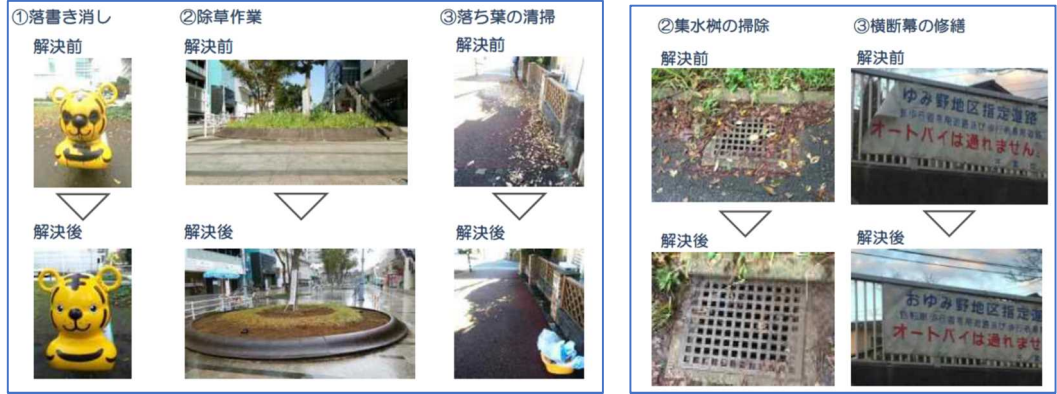 ①落書き消し
②除草作業
③落ち葉の清掃
解決前
解決前
解決前
解決後
解決後
解決後
②集水桝の掃除
③横断幕の修繕
解決前
解決前
ゆみ野地区指定道路
オートバイは通れません。
解決後
解決後
おゆみ野地区指定道
オートバイは通れませ